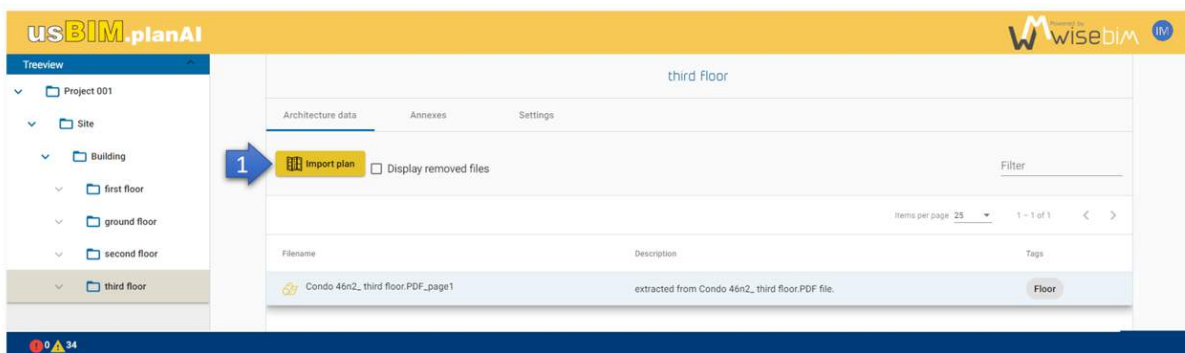 usBIM.planAI
Powered by
wisebim
IM
Treeview
third floor
Project 001
Site
Building
first floor
ground floor
second floor
third floor
Architecture data Annexes Settings
1
Import plan
Display removed files
Filter
Items per page 25 1 – 1 of 1
Filename Description Tags
Condo 46n2_ third floor.PDF_page1 extracted from Condo 46n2_ third floor.PDF file. Floor
0 34